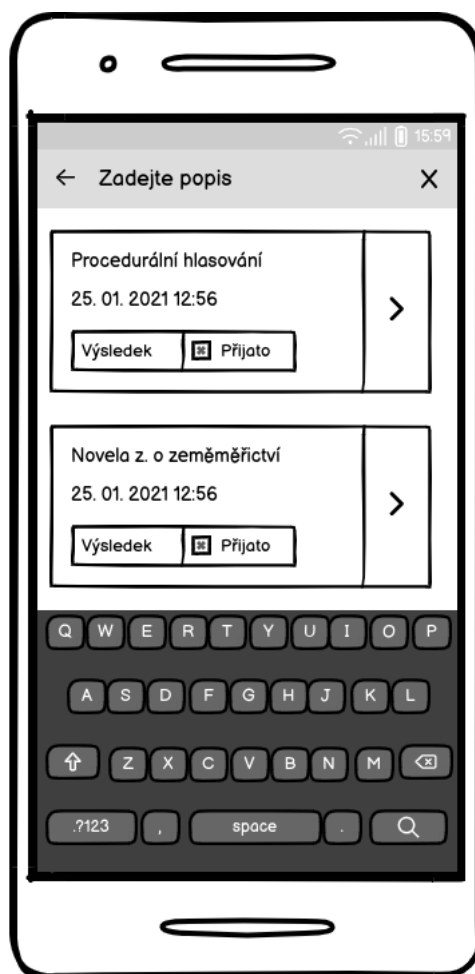 15:59
Zadejte popis
Procedurální hlasování
25. 01. 2021 12:56
Výsledek Přijato
Novela z. o zeměměřictví
25. 01. 2021 12:56
Výsledek Přijato
Q W E R T Y U I O P
A S D F G H J K L
Z X C V B N M
.?123 , space .